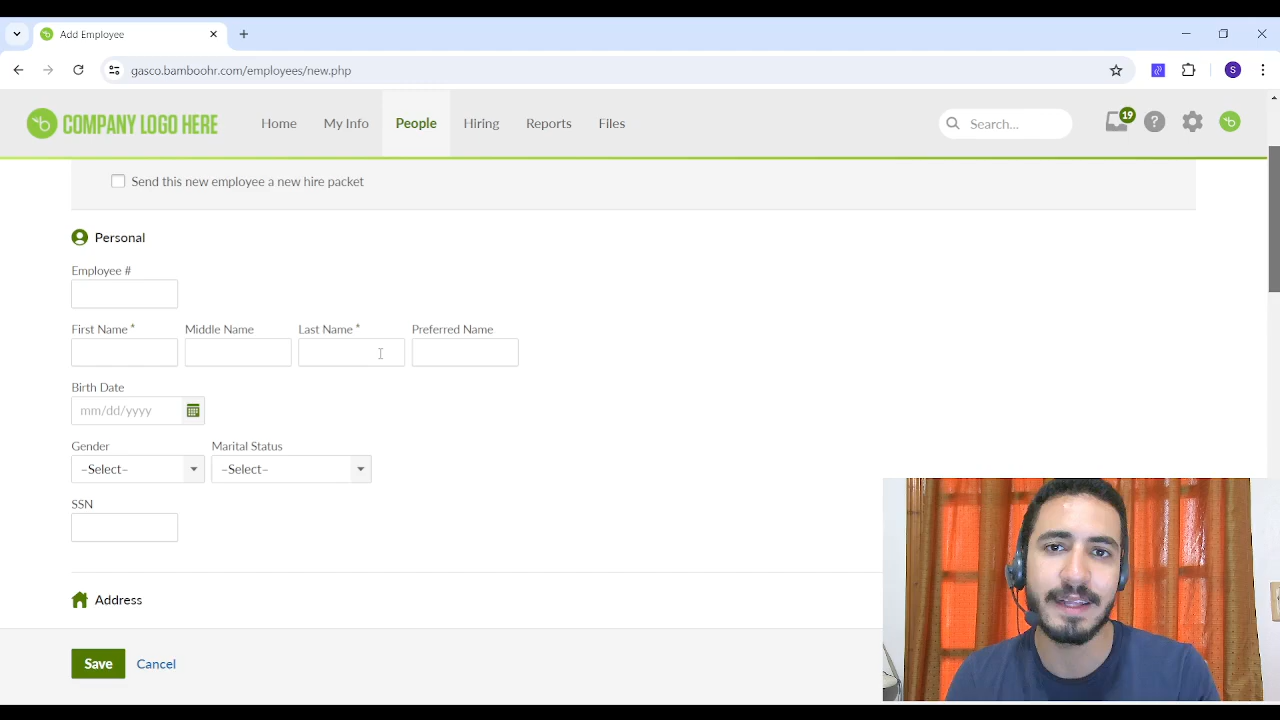 Add Employee
gasco.bamboohr.com/employees/new.php
S
COMPANY LOGO HERE
Home My Info People Hiring Reports Files Search... 19 ?
Send this new employee a new hire packet
Personal
Employee #
First Name * Middle Name Last Name * Preferred Name
Birth Date
mm/dd/yyyy
Gender Marital Status
–Select– –Select–
SSN
Address
Save Cancel